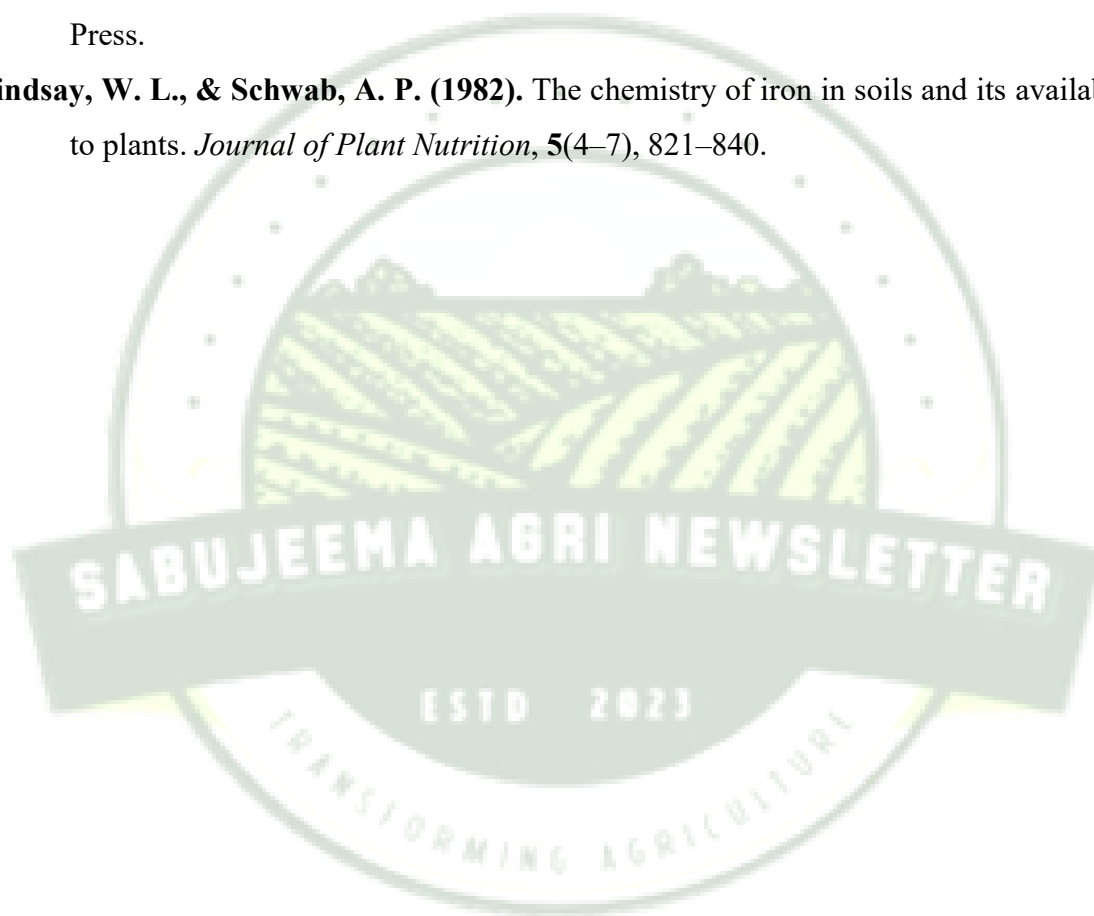 Press.
indsay, W. L., & Schwab, A. P. (1982). The chemistry of iron in soils and its availab
to plants. Journal of Plant Nutrition, 5(4–7), 821–840.
SABUJEEMA AGRI NEWSLETTER
ESTD 2023
TRANSFORMING AGRICULTURE